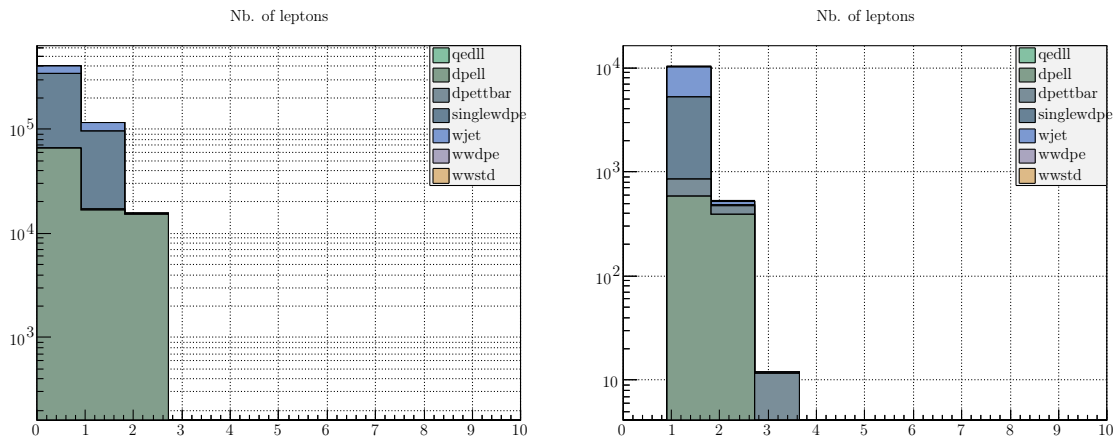 Nb. of leptons
qedll
dpell
dpettbar
singlewdpe
wjet
wwdpe
wwstd
10^5
10^4
10^3
0 1 2 3 4 5 6 7 8 9 10
Nb. of leptons
qedll
dpell
dpettbar
singlewdpe
wjet
wwdpe
wwstd
10^4
10^3
10^2
10
0 1 2 3 4 5 6 7 8 9 10